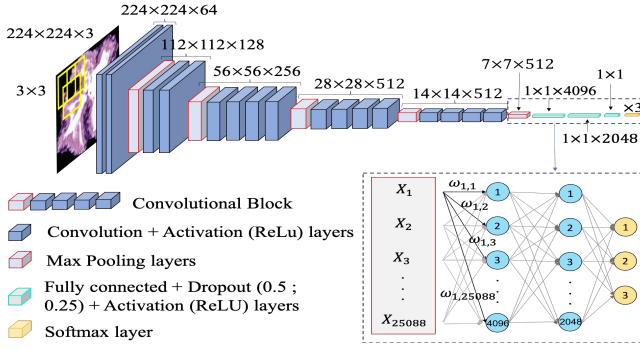 224×224×64
224×224×3
112×112×128
3×3
56×56×256
28×28×512
14×14×512
7×7×512
1×1×4096
1×1
×3
1×1×2048
Convolutional Block
Convolution + Activation (ReLu) layers
Max Pooling layers
Fully connected + Dropout (0.5 ;
0.25) + Activation (ReLU) layers
Softmax layer
X1
X2
X3
.
.
.
X25088
ω1,1
ω1,2
ω1,3
ω1,25088
1
2
3
4096
1
2
3
2048
1
2
3